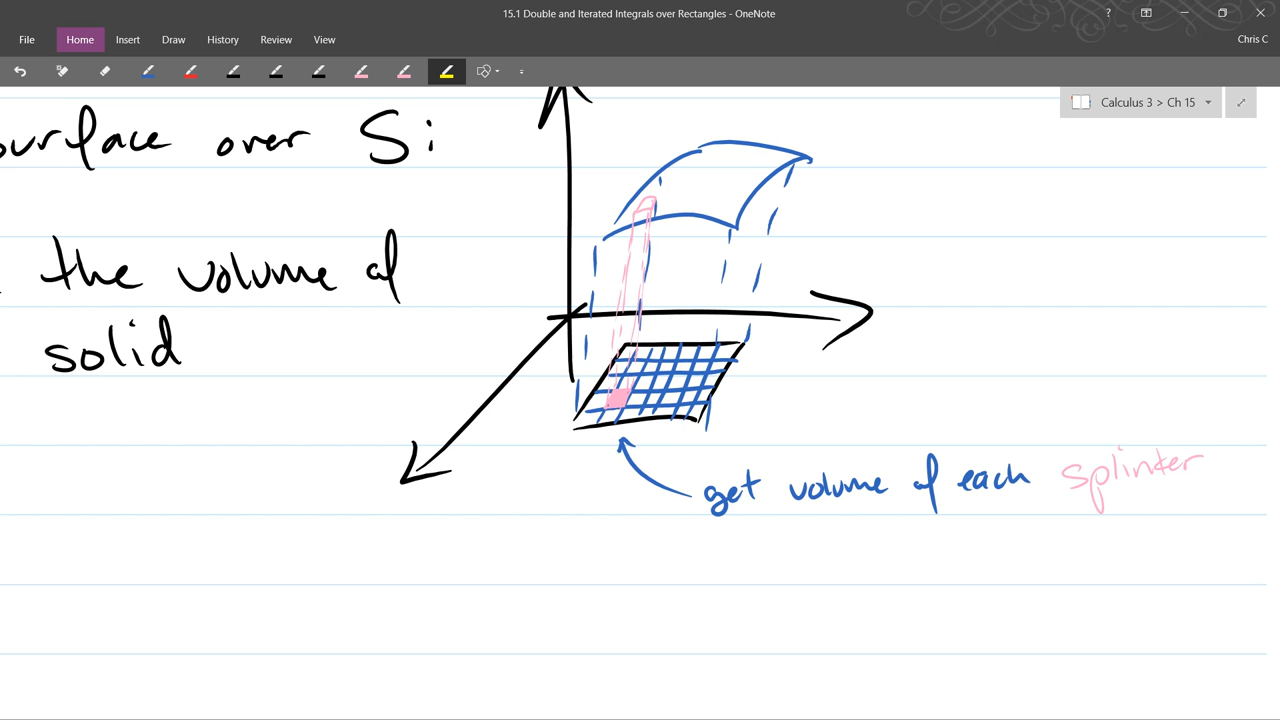 15.1 Double and Iterated Integrals over Rectangles - OneNote
File Home Insert Draw History Review View
Chris C
Calculus 3 > Ch 15
surface over S:
the volume of
solid
get volume of each splinter